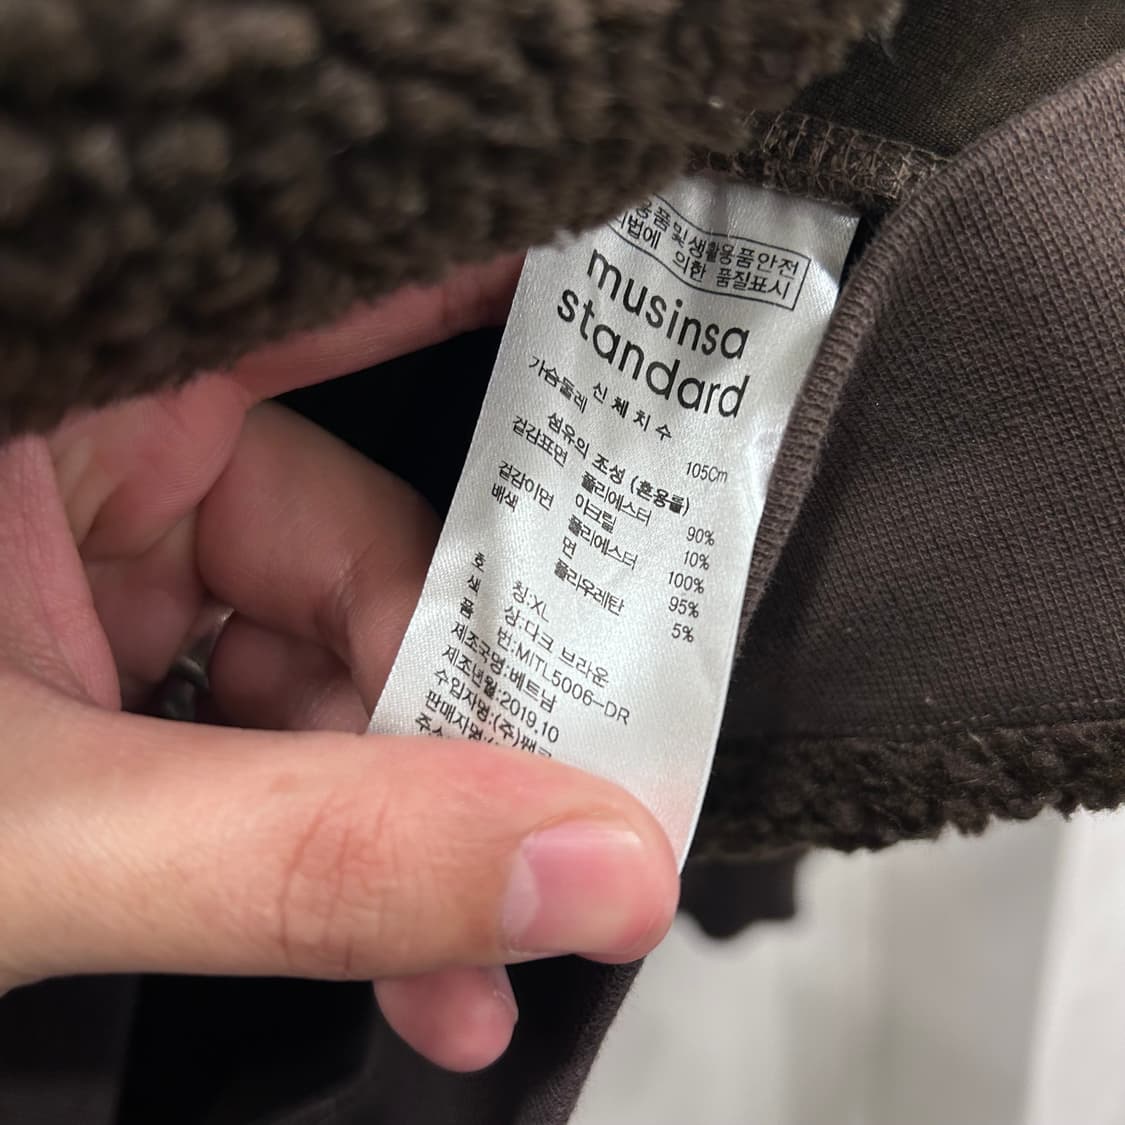 용품및생활용품안전
리법에 의한 품질표시
musinsa
standard
신체치수
가슴둘레 105Cm
섬유의 조성 (혼용률)
겉감표면 폴리에스터 90%
아크릴 10%
겉감이면 폴리에스터 100%
배색 면 95%
폴리우레탄 5%
호 칭:XL
색 상:다크 브라운
품 번:MITL5006-DR
제조국명:베트남
제조년월:2019.10
수입자명:(주)
판매자명:(